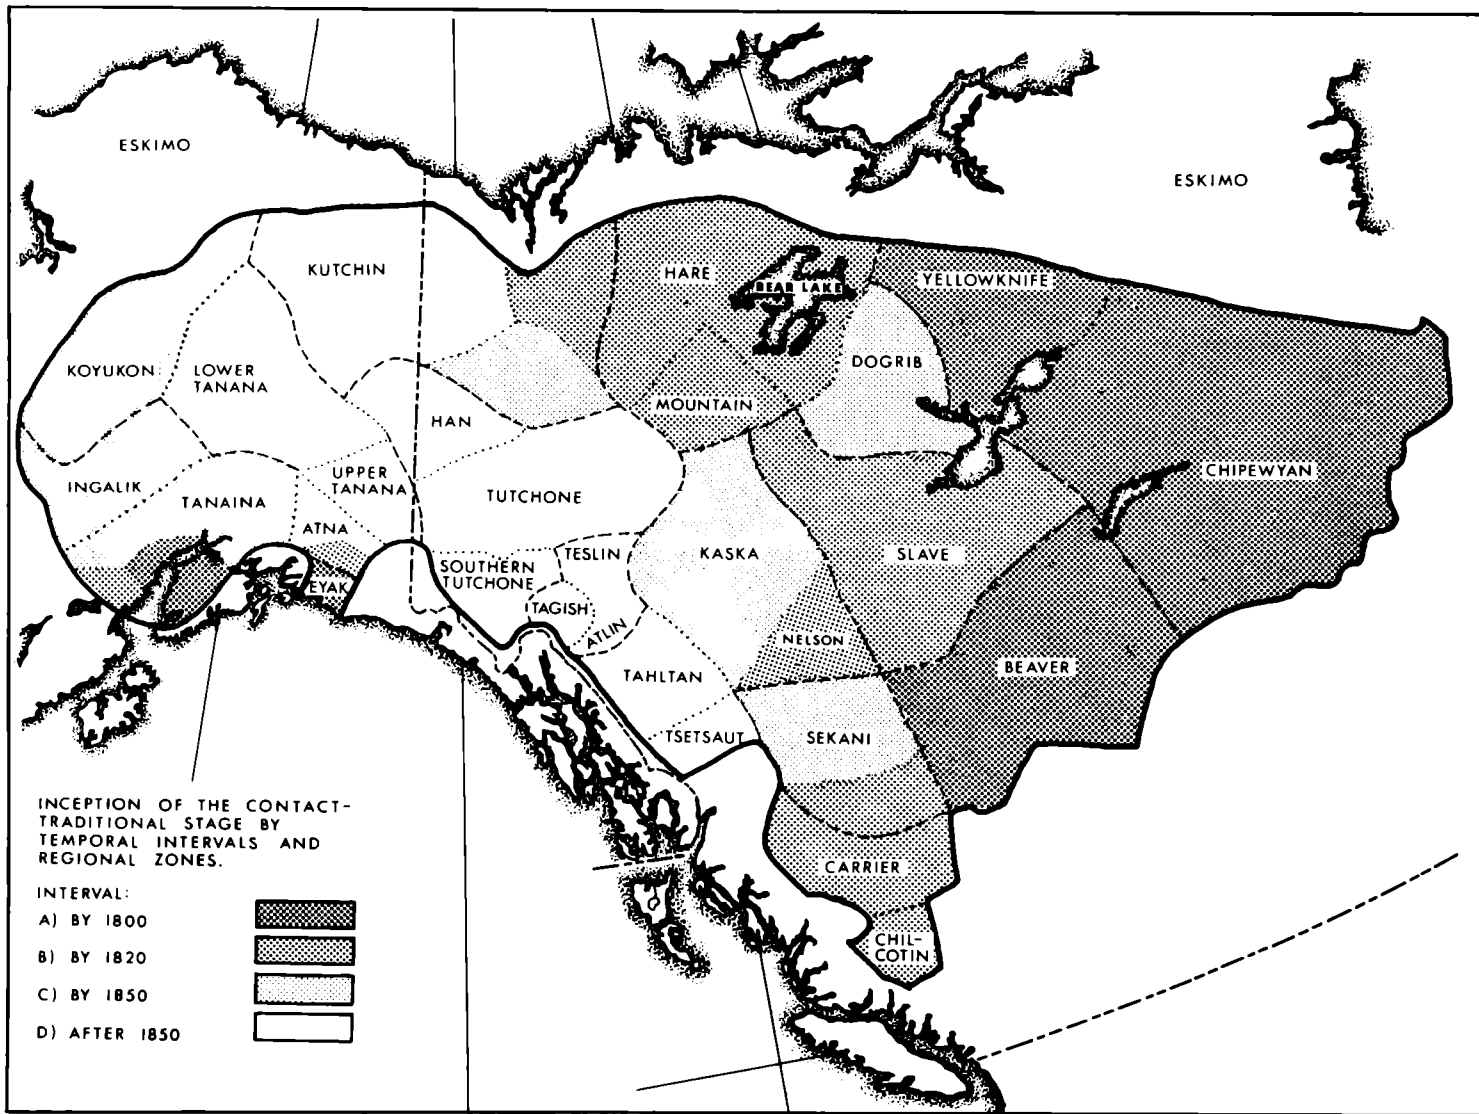 ESKIMO
ESKIMO
KUTCHIN
HARE
BEAR LAKE
YELLOWKNIFE
KOYUKON
LOWER
TANANA
DOGRIB
HAN
MOUNTAIN
INGALIK
TANAINA
UPPER
TANANA
TUTCHONE
CHIPEWYAN
ATNA
EYAK
SOUTHERN
TUTCHONE
TESLIN
KASKA
SLAVE
TAGISH
ATLIN
NELSON
BEAVER
TAHLTAN
TSETSAUT
SEKANI
CARRIER
CHIL-
COTIN
INCEPTION OF THE CONTACT-
TRADITIONAL STAGE BY
TEMPORAL INTERVALS AND
REGIONAL ZONES.
INTERVAL:
A) BY 1800
B) BY 1820
C) BY 1850
D) AFTER 1850